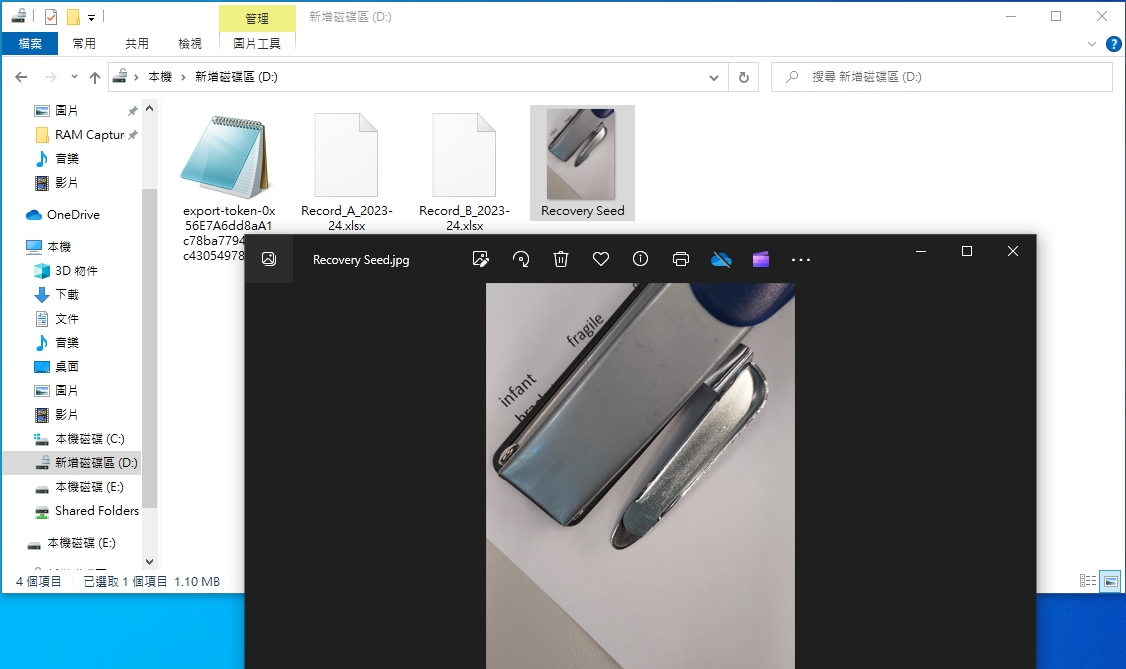 管理
新增磁碟區 (D:)
檔案
常用
共用
檢視
圖片工具
本機
新增磁碟區 (D:)
搜尋 新增磁碟區 (D:)
圖片
RAM Captur
音樂
影片
OneDrive
本機
3D 物件
下載
文件
音樂
桌面
圖片
影片
本機磁碟 (C:)
新增磁碟區 (D:)
本機磁碟 (E:)
Shared Folders
本機磁碟 (E:)
export-token-0x
56E7A6dd8aA1
c78ba7794
c43054978
Record_A_2023-
24.xlsx
Record_B_2023-
24.xlsx
Recovery Seed
Recovery Seed.jpg
fragile
infant
4 個項目
已選取 1 個項目 1.10 MB